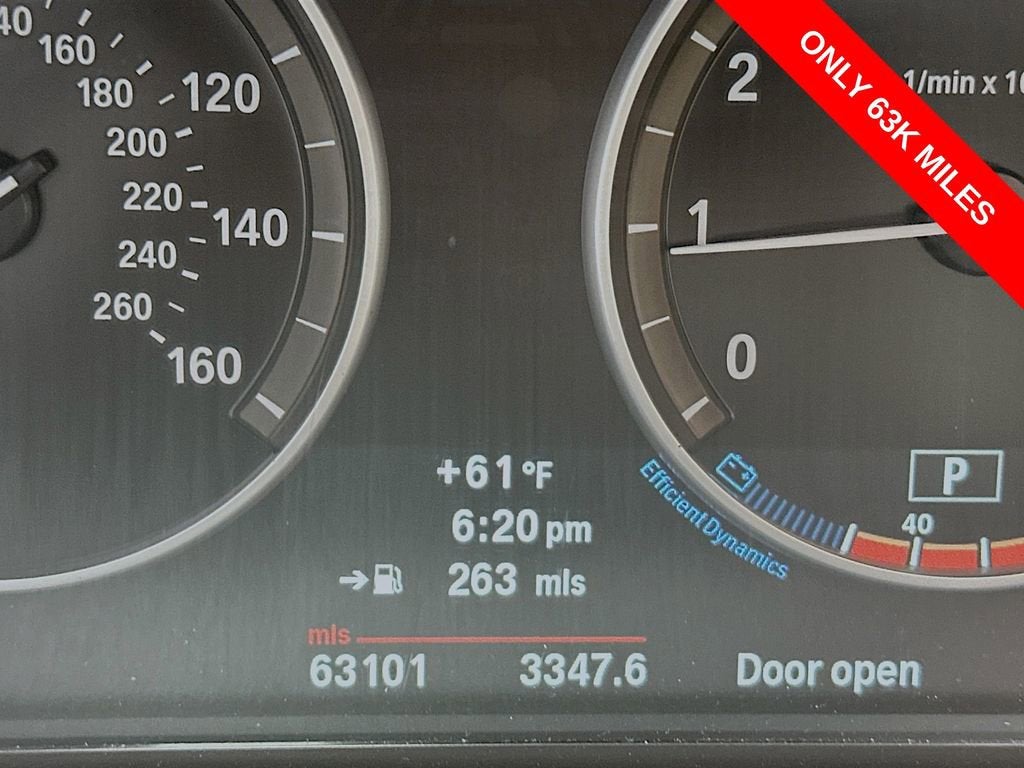 40
160
180
200
220
240
260
120
140
160
2
1
0
1/min x 10
ONLY 63K MILES
+61°F
6:20 pm
263 mls
mls
63101 3347.6 Door open
EfficientDynamics
P
40